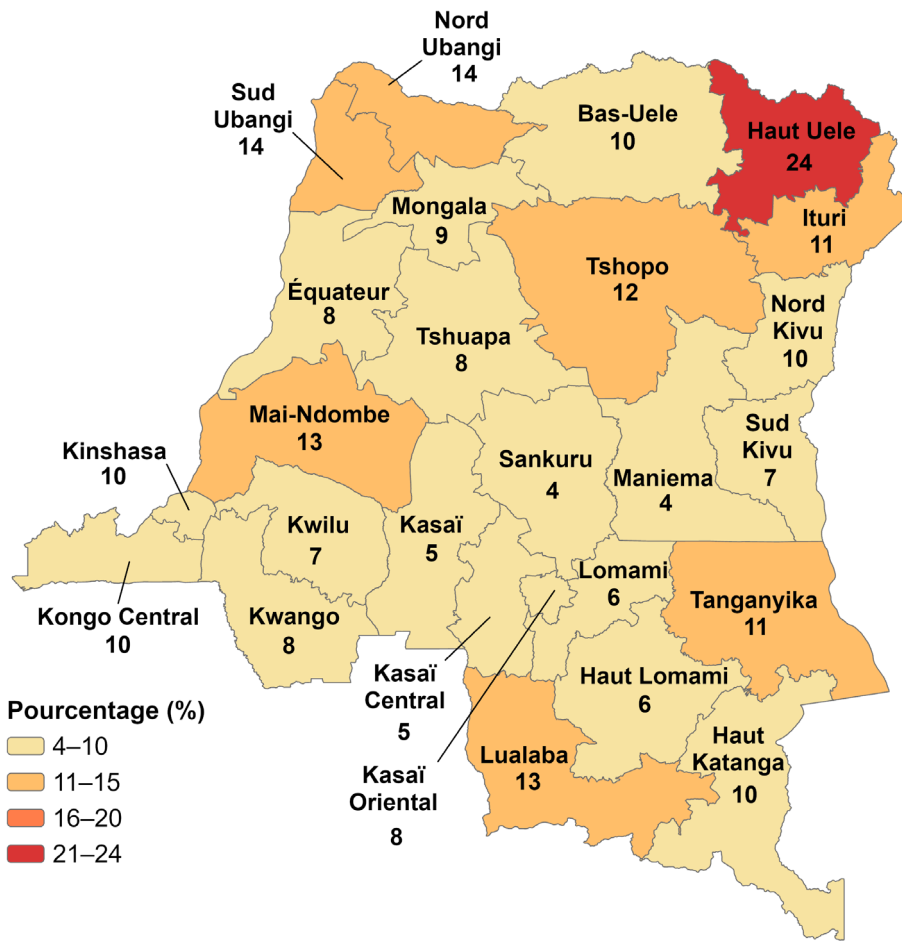 Nord
Ubangi
14
Sud
Ubangi
14
Bas-Uele
10
Haut Uele
24
Mongala
9
Ituri
11
Tshopo
12
Équateur
8
Tshuapa
8
Nord
Kivu
10
Mai-Ndombe
13
Kinshasa
10
Sankuru
4
Maniema
4
Sud
Kivu
7
Kwilu
7
Kasaï
5
Lomami
6
Kongo Central
10
Kwango
8
Tanganyika
11
Kasaï
Central
5
Haut Lomami
6
Kasaï
Oriental
8
Lualaba
13
Haut
Katanga
10
Pourcentage (%)
4–10
11–15
16–20
21–24